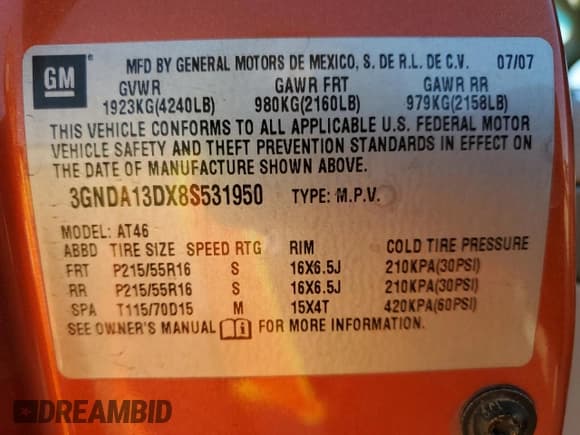 GM
MFD BY GENERAL MOTORS DE MEXICO, S. DE R.L. DE C.V. 07/07
GVWR GAWR FRT GAWR RR
1923KG(4240LB) 980KG(2160LB) 979KG(2158LB)
THIS VEHICLE CONFORMS TO ALL APPLICABLE U.S. FEDERAL MOTOR
VEHICLE SAFETY AND THEFT PREVENTION STANDARDS IN EFFECT ON
THE DATE OF MANUFACTURE SHOWN ABOVE.
3GNDA13DX8S531950 TYPE: M.P.V.
MODEL: AT46
ABBD TIRE SIZE SPEED RTG RIM COLD TIRE PRESSURE
FRT P215/55R16 S 16X6.5J 210KPA(30PSI)
RR P215/55R16 S 16X6.5J 210KPA(30PSI)
SPA T115/70D15 M 15X4T 420KPA(60PSI)
SEE OWNER'S MANUAL FOR MORE INFORMATION.
DREAMBID